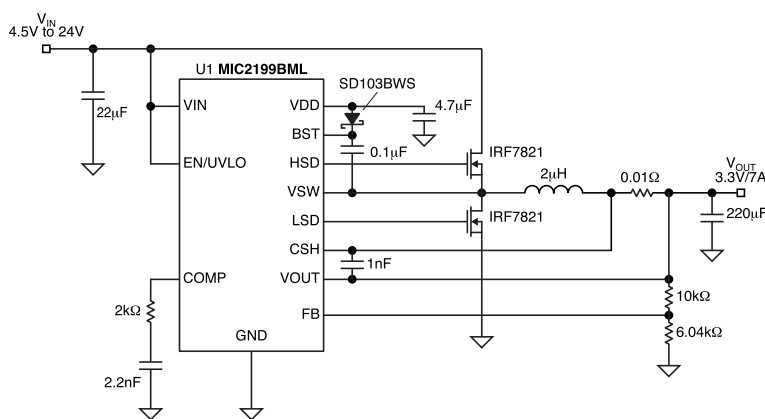 VIN
4.5V to 24V
U1 MIC2199BML
SD103BWS
VIN
VDD
4.7µF
22µF
BST
0.1µF
IRF7821
EN/UVLO
HSD
2µH
0.01Ω
VOUT
3.3V/7A
VSW
LSD
IRF7821
220µF
CSH
1nF
COMP
VOUT
2kΩ
10kΩ
FB
6.04kΩ
GND
2.2nF